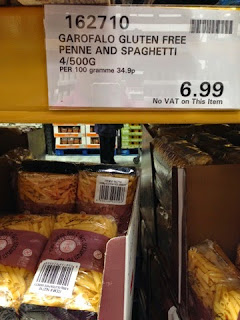 162710
GAROFALO GLUTEN FREE
PENNE AND SPAGHETTI
4/500G
PER 100 gramme 34.9p
6.99
No VAT on This Item